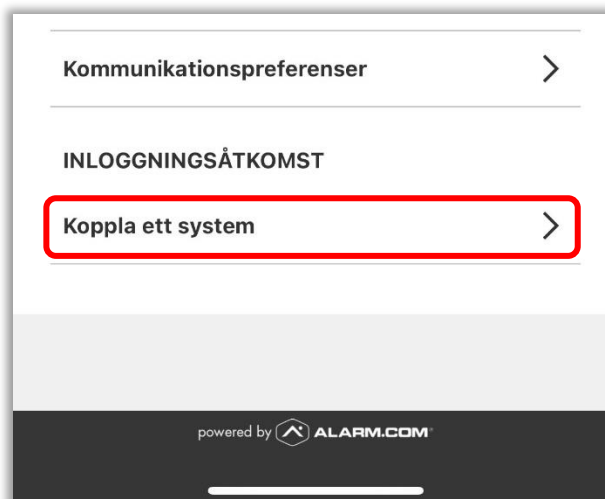 Kommunikationspreferenser
INLOGGNINGSÅTKOMST
Koppla ett system
powered by ALARM.COM